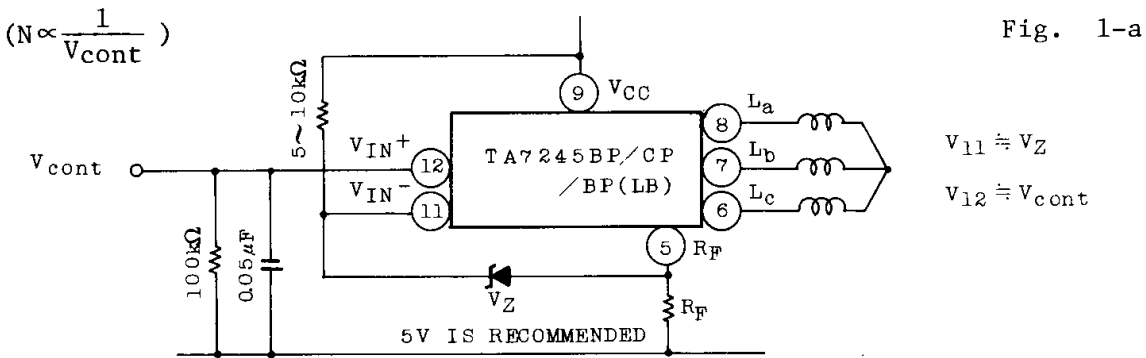 (N∝1/Vcont)
Fig. 1-a
9 VCC
5~10kΩ
8 La
VIN+
12
TA7245BP/CP
/BP(LB)
7 Lb
V11≒VZ
Vcont
VIN-
11
6 Lc
V12≒Vcont
5 RF
100kΩ
0.05μF
VZ
RF
5V IS RECOMMENDED